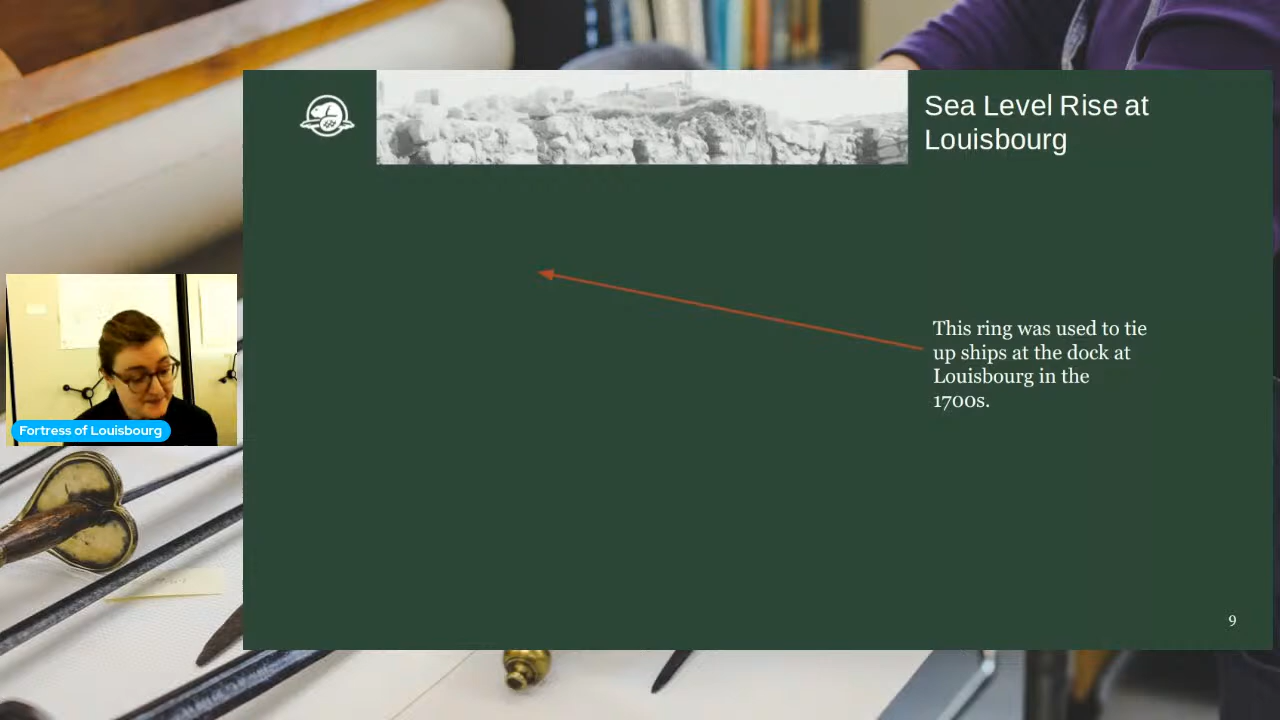 Sea Level Rise at
Louisbourg
This ring was used to tie
up ships at the dock at
Louisbourg in the
1700s.
Fortress of Louisbourg
9